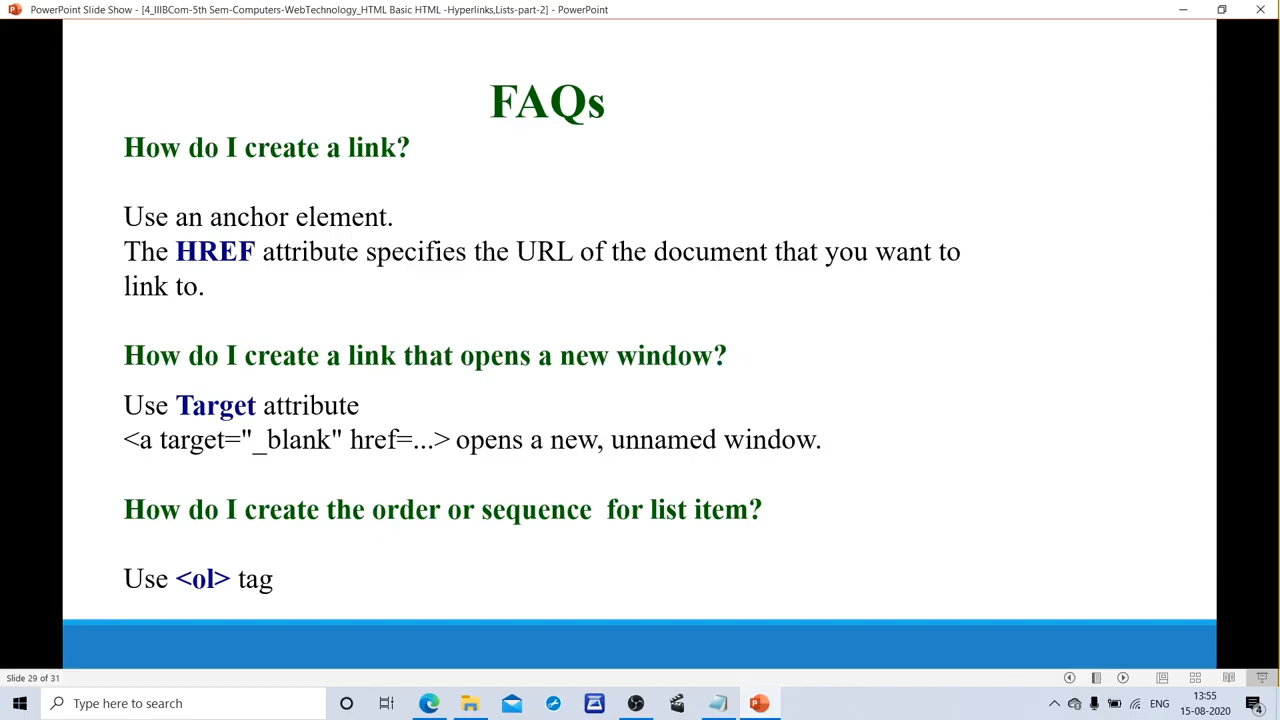 PowerPoint Slide Show - [4_IIIBCom-5th Sem-Computers-WebTechnology_HTML Basic HTML -Hyperlinks,Lists-part-2] - PowerPoint
FAQs
How do I create a link?
Use an anchor element.
The HREF attribute specifies the URL of the document that you want to
link to.
How do I create a link that opens a new window?
Use Target attribute
<a target="_blank" href=...> opens a new, unnamed window.
How do I create the order or sequence  for list item?
Use <ol> tag
Slide 29 of 31
Type here to search
ENG
13:55
15-08-2020
4